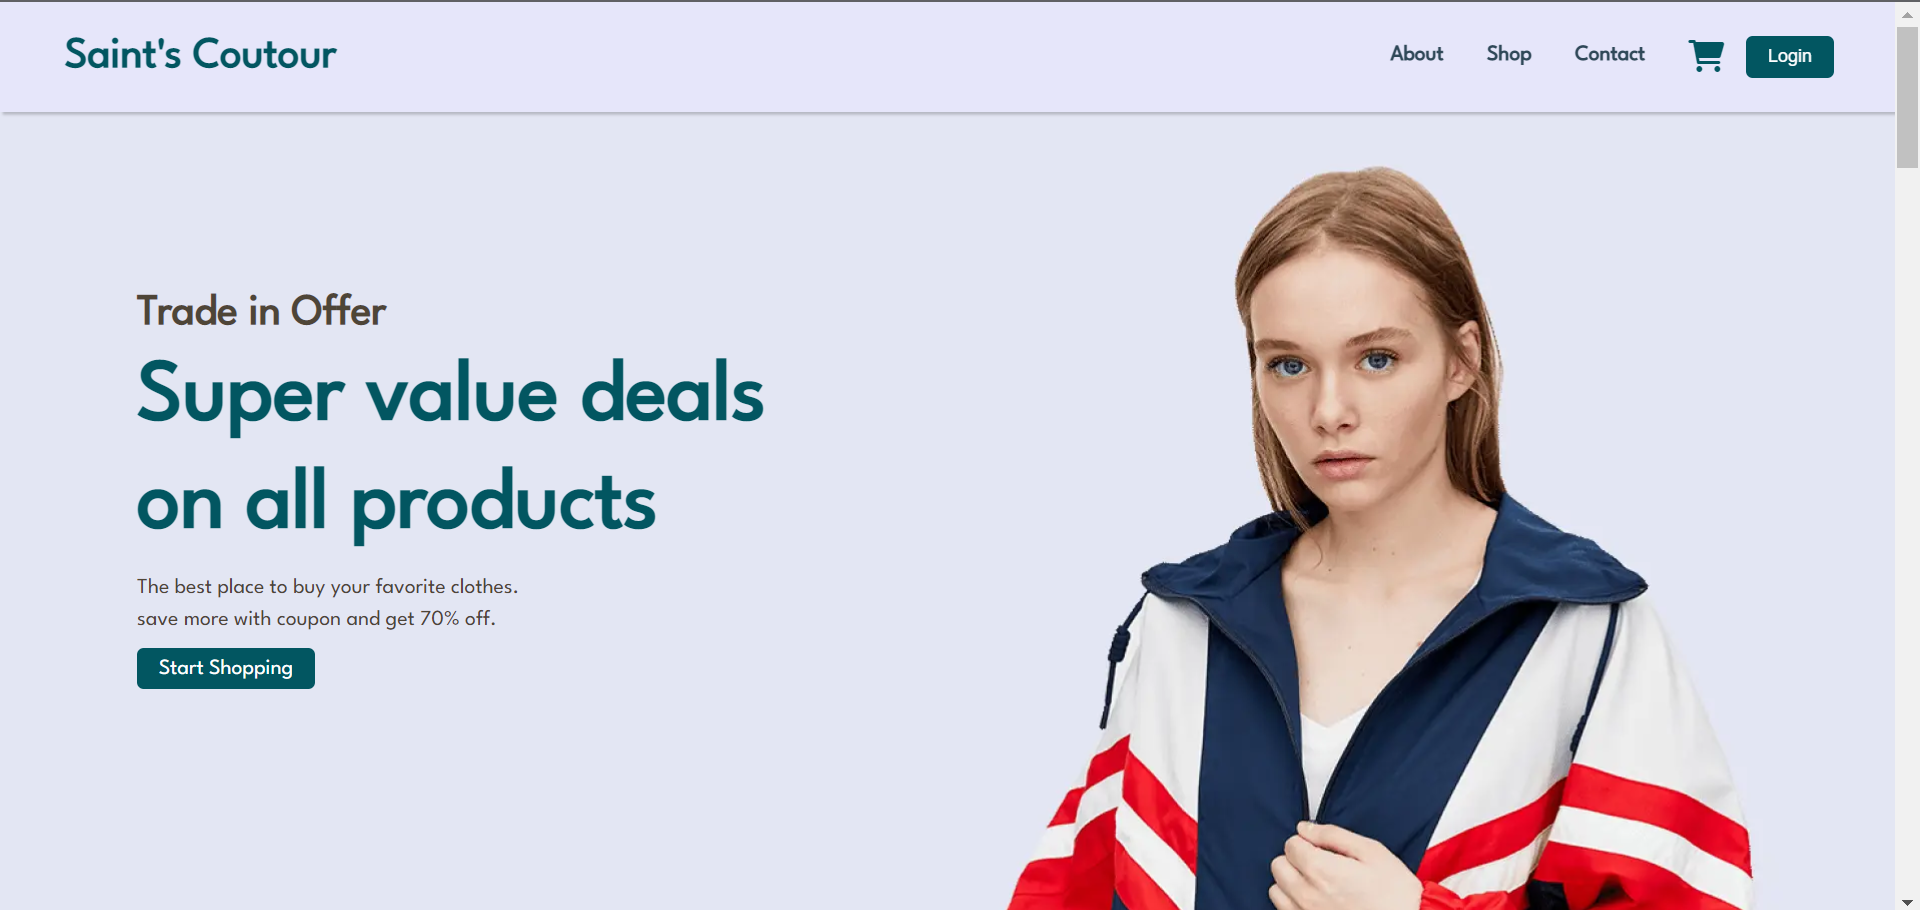 Saint's Coutour
About
Shop
Contact
Login
Trade in Offer
Super value deals
on all products
The best place to buy your favorite clothes.
save more with coupon and get 70% off.
Start Shopping